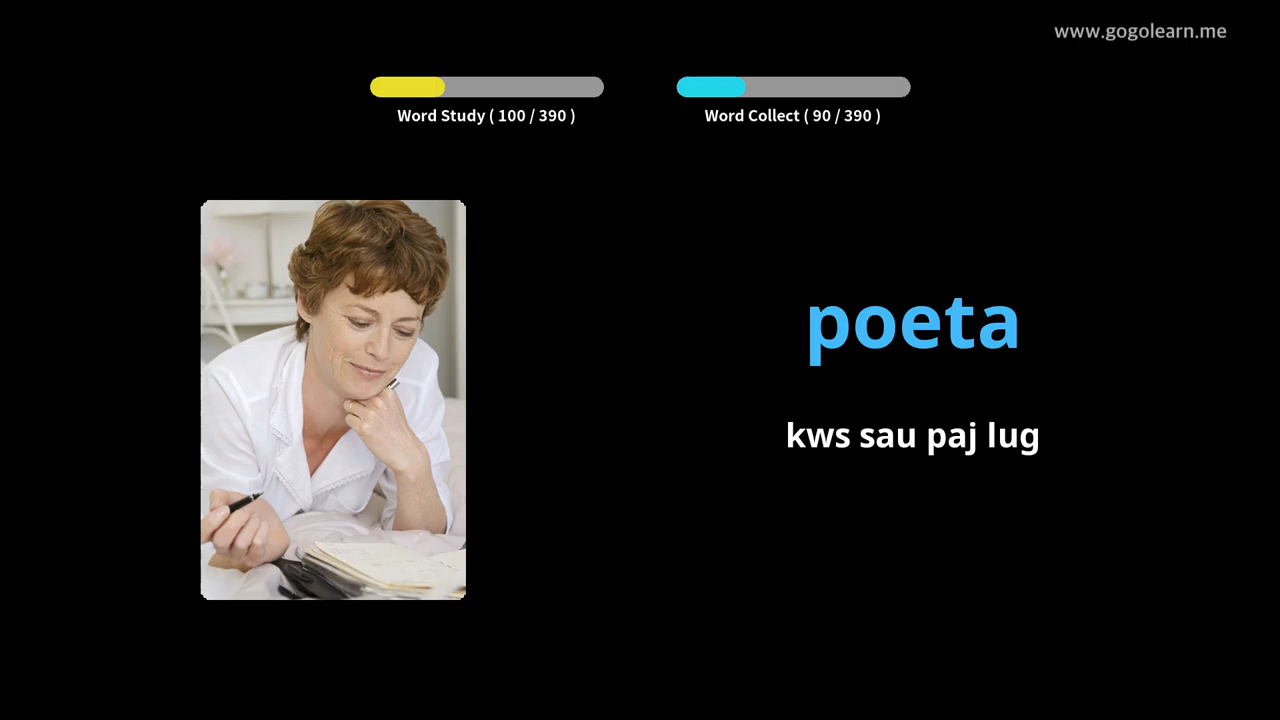 www.gogolearn.me
Word Study ( 100 / 390 )
Word Collect ( 90 / 390 )
poeta
kws sau paj lug